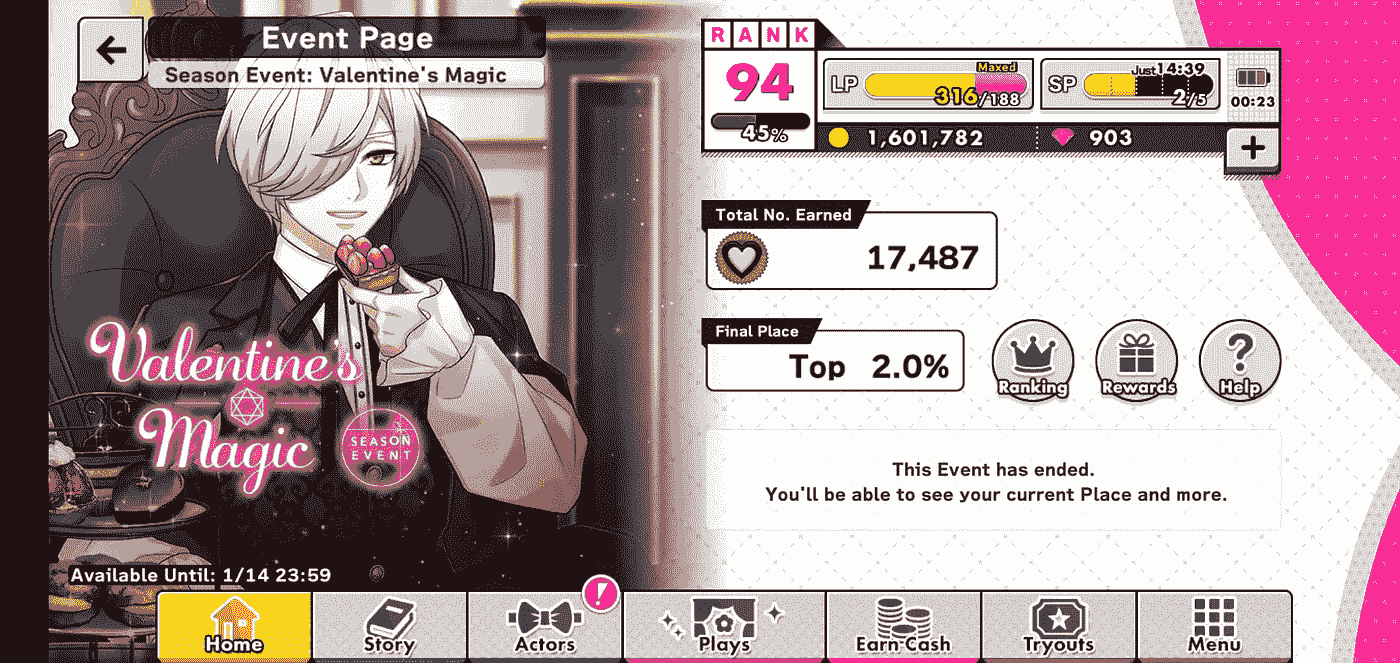 Event Page
Season Event: Valentine's Magic
RANK
94
45%
LP
Maxed
316/188
SP
Just 14:39
2/5
00:23
1,601,782
903
Total No. Earned
17,487
Final Place
Top 2.0%
Ranking
Rewards
Help
Valentine's
Magic
SEASON
EVENT
This Event has ended.
You'll be able to see your current Place and more.
Available Until: 1/14 23:59
Home
Story
Actors
Plays
Earn Cash
Tryouts
Menu